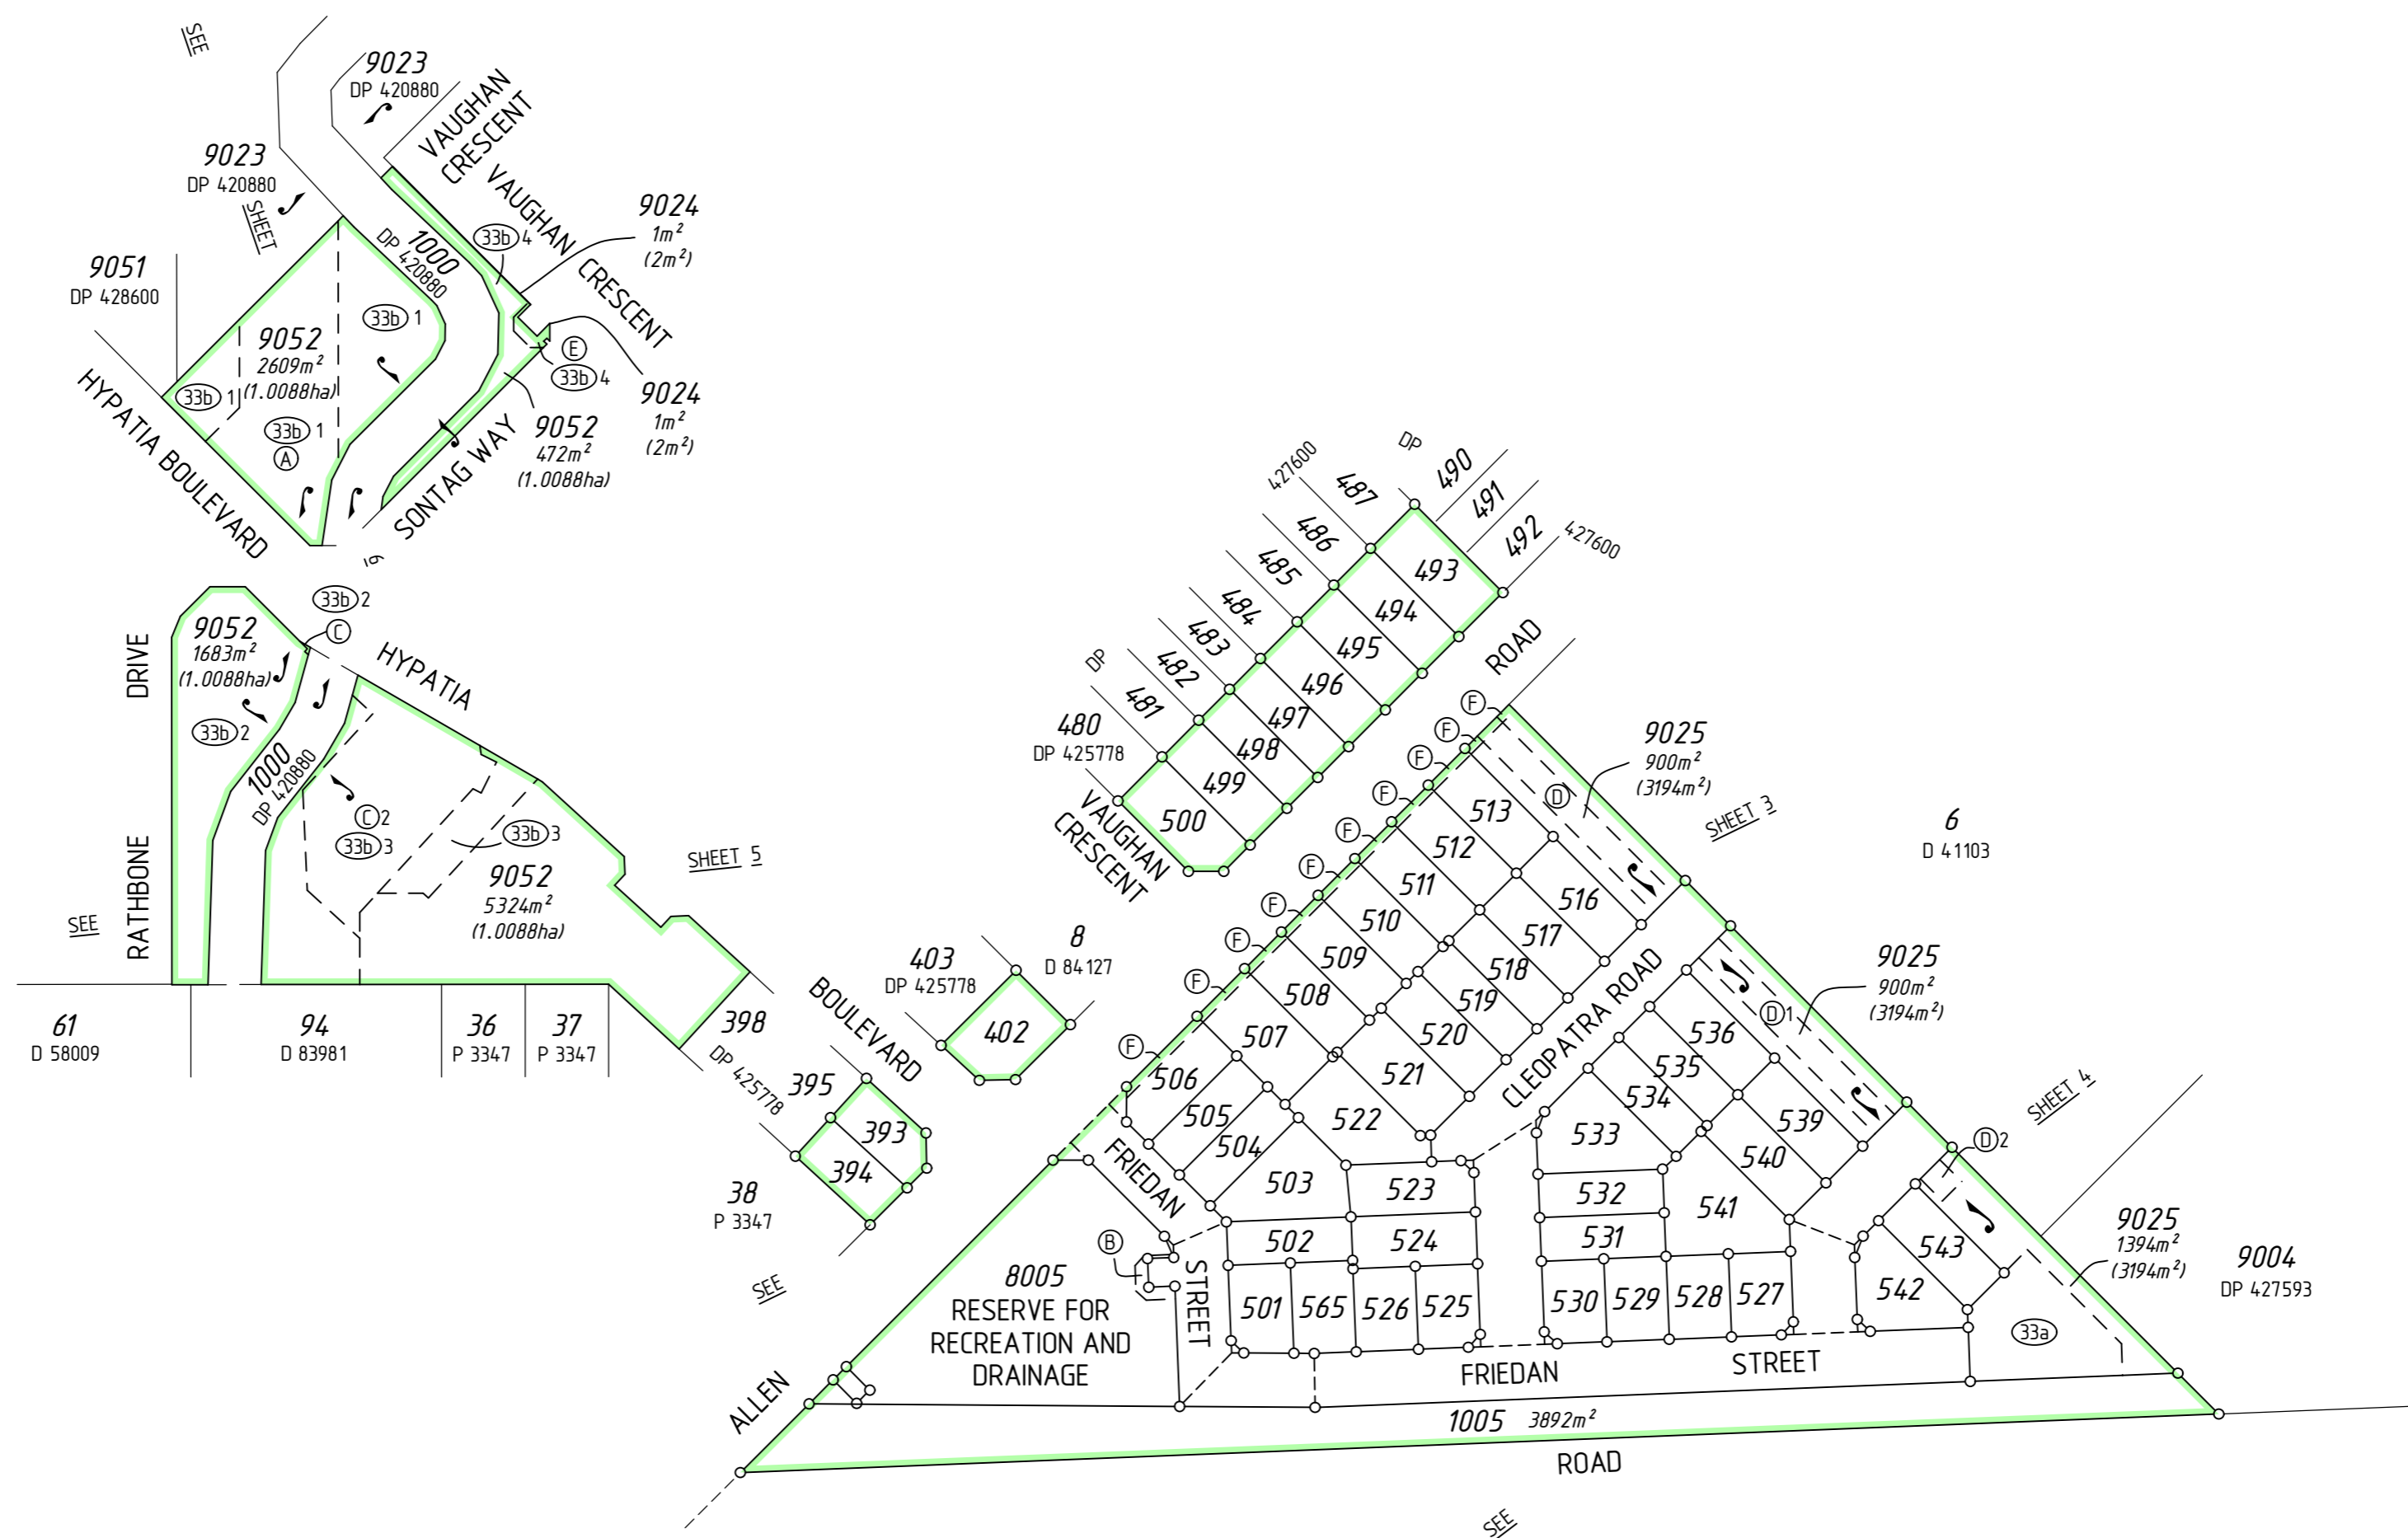 SEE
9023
DP 420880
VAUGHAN
CRESCENT
9023
DP 420880
SHEET
VAUGHAN CRESCENT
9024
1m²
(2m²)
33b 4
1000
DP 420880
9051
DP 428600
33b 1
9052
2609m²
(1.0088ha)
33b 1
33b 1
A
E
33b 4
9024
1m²
(2m²)
9052
472m²
(1.0088ha)
HYPATIA BOULEVARD
SONTAG WAY
6
33b 2
C
DRIVE
9052
1683m²
(1.0088ha)
33b 2
HYPATIA
1000
DP 420880
C 2
33b 3
33b 3
9052
5324m²
(1.0088ha)
SHEET 5
SEE
RATHBONE
61
D 58009
94
D 83981
36
P 3347
37
P 3347
398
DP 425778
BOULEVARD
403
DP 425778
8
D 84127
402
395
393
394
38
P 3347
SEE
427600
DP
487
490
491
492
427600
486
485
484
483
482
DP
481
480
DP 425778
493
494
495
496
497
498
499
500
VAUGHAN
CRESCENT
ROAD
F
F
F
F
F
F
F
F
F
F
9025
900m²
(3194m²)
D
SHEET 3
6
D 41103
513
512
511
510
509
508
507
506
505
504
503
516
517
518
519
520
521
522
CLEOPATRA ROAD
9025
900m²
(3194m²)
D 1
536
535
534
533
539
540
541
532
531
SHEET 4
D 2
523
524
502
501
565
526
525
530
529
528
527
543
542
33a
9025
1394m²
(3194m²)
9004
DP 427593
FRIEDAN
STREET
B
8005
RESERVE FOR
RECREATION AND
DRAINAGE
FRIEDAN STREET
ALLEN
1005 3892m²
ROAD
SEE